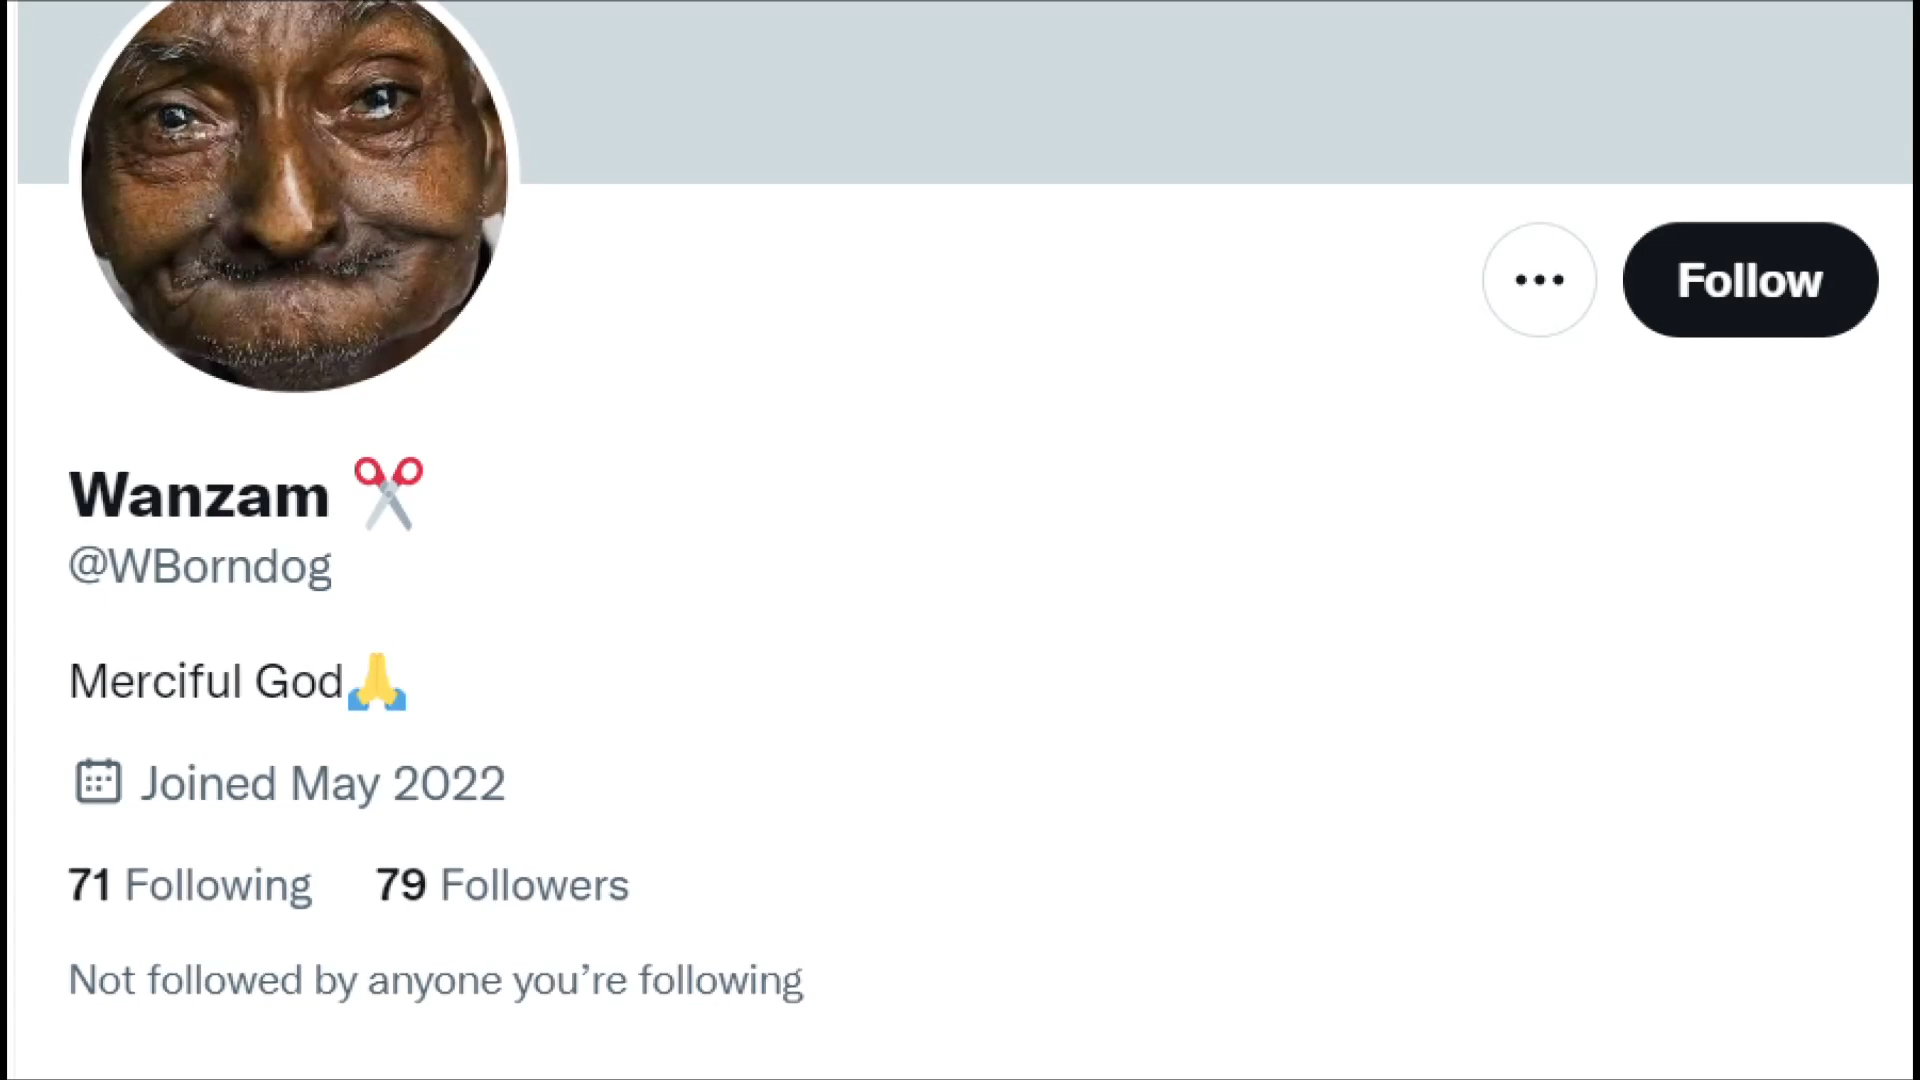 Follow
Wanzam ✂️
@WBorndog
Merciful God🙏
Joined May 2022
71 Following 79 Followers
Not followed by anyone you’re following